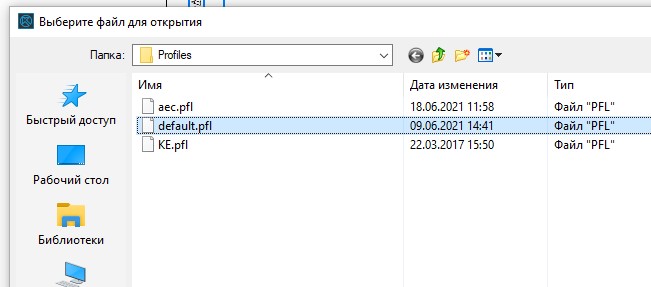 Выберите файл для открытия
Папка: Profiles
Имя Дата изменения Тип
aec.pfl 18.06.2021 11:58 Файл "PFL"
default.pfl 09.06.2021 14:41 Файл "PFL"
KE.pfl 22.03.2017 15:50 Файл "PFL"
Быстрый доступ
Рабочий стол
Библиотеки